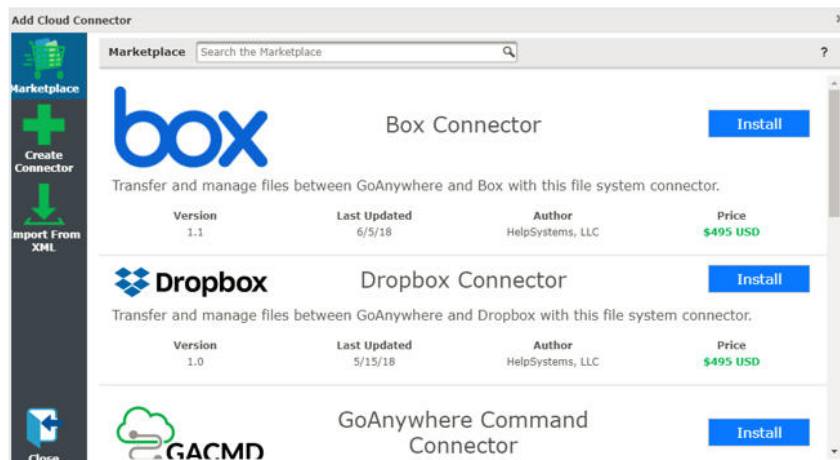 Add Cloud Connector
Marketplace
Search the Marketplace
?
Marketplace
Create
Connector
Import From
XML
Close
box
Box Connector
Install
Transfer and manage files between GoAnywhere and Box with this file system connector.
Version Last Updated Author Price
1.1 6/5/18 HelpSystems, LLC $495 USD
Dropbox
Dropbox Connector
Install
Transfer and manage files between GoAnywhere and Dropbox with this file system connector.
Version Last Updated Author Price
1.0 5/15/18 HelpSystems, LLC $495 USD
GACMD
GoAnywhere Command
Connector
Install